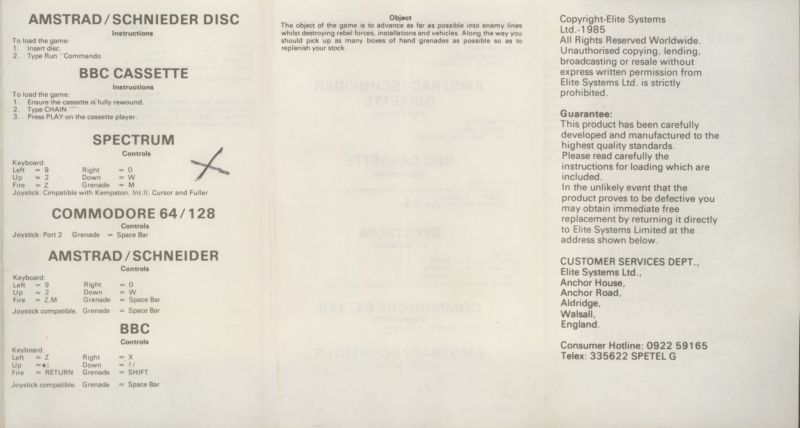 AMSTRAD/SCHNIEDER DISC
Instructions
To load the game:
1. Insert disc.
2. Type Run "Commando
BBC CASSETTE
Instructions
To load the game:
1. Ensure the cassette is fully rewound.
2. Type CHAIN """
3. Press PLAY on the cassette player.
SPECTRUM
Controls
Keyboard:
Left = 9 Right = 0
Up = 2 Down = W
Fire = Z Grenade = M
Joystick: Cimpatible with Kempston, Int.II, Cursor and Fuller
COMMODORE 64/128
Controls
Joystick: Port 2 Grenade = Space Bar
AMSTRAD/SCHNEIDER
Controls
Keyboard:
Left = 9 Right = 0
Up = 2 Down = W
Fire = Z,M Grenade = Space Bar
Joystick compatible. Grenade = Space Bar
BBC
Controls
Keyboard:
Left = Z Right = X
Up =*: Down = ?/
Fire = RETURN Grenade = SHIFT
Joystick compatible. Grenade = Space Bar
Object
The object of the game is to advance as far as possible into enemy lines
whilst destroying rebel forces, installations and vehicles. Along the way you
should pick up as many boxes of hand grenades as possible so as to
replenish your stock.
Copyright-Elite Systems
Ltd.-1985
All Rights Reserved Worldwide.
Unauthorised copying, lending,
broadcasting or resale without
express written permission from
Elite Systems Ltd. is strictly
prohibited.
Guarantee:
This product has been carefully
developed and manufactured to the
highest quality standards.
Please read carefully the
instructions for loading which are
included.
In the unlikely event that the
product proves to be defective you
may obtain immediate free
replacement by returning it directly
to Elite Systems Limited at the
address shown below.
CUSTOMER SERVICES DEPT.,
Elite Systems Ltd.,
Anchor House,
Anchor Road,
Aldridge,
Walsall,
England.
Consumer Hotline: 0922 59165
Telex: 335622 SPETEL G